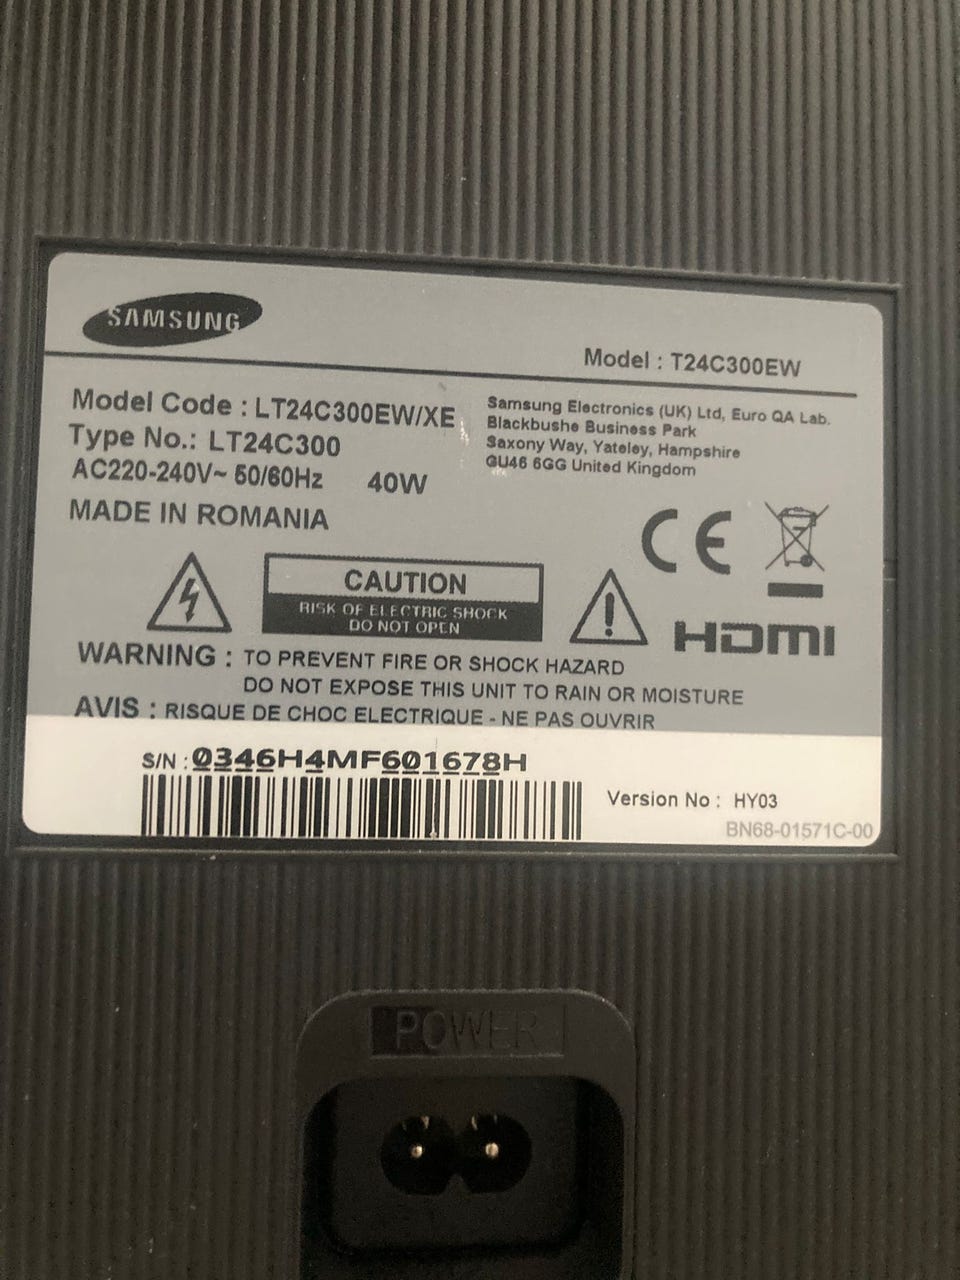 SAMSUNG
Model : T24C300EW
Model Code : LT24C300EW/XE
Type No.: LT24C300
AC220-240V~ 50/60Hz 40W
MADE IN ROMANIA
Samsung Electronics (UK) Ltd, Euro QA Lab.
Blackbushe Business Park
Saxony Way, Yateley, Hampshire
GU46 6GG United Kingdom
CE
CAUTION
RISK OF ELECTRIC SHOCK
DO NOT OPEN
HDMI
WARNING : TO PREVENT FIRE OR SHOCK HAZARD
DO NOT EXPOSE THIS UNIT TO RAIN OR MOISTURE
AVIS : RISQUE DE CHOC ELECTRIQUE - NE PAS OUVRIR
S/N : 0346H4MF601678H
Version No : HY03
BN68-01571C-00
POWER